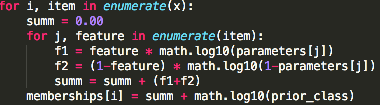 for i, item in enumerate(x):
    summ = 0.00
    for j, feature in enumerate(item):
        f1 = feature * math.log10(parameters[j])
        f2 = (1-feature) * math.log10(1-parameters[j])
        summ = summ + (f1+f2)
    memberships[i] = summ + math.log10(prior_class)